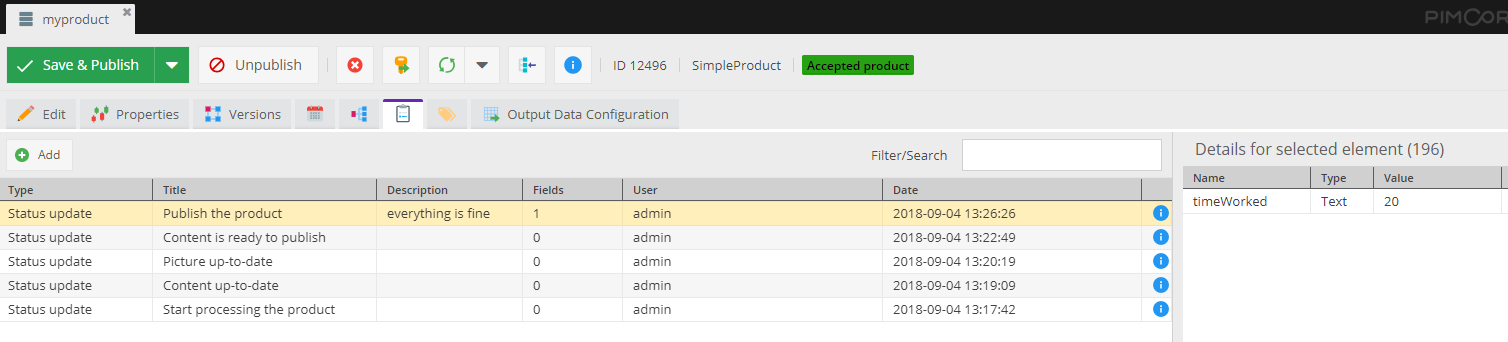 myproduct
PIMCOR
Save & Publish Unpublish ID 12496 SimpleProduct Accepted product
Edit Properties Versions Output Data Configuration
Add Filter/Search
Details for selected element (196)
Type Title Description Fields User Date
Status update Publish the product everything is fine 1 admin 2018-09-04 13:26:26
Status update Content is ready to publish 0 admin 2018-09-04 13:22:49
Status update Picture up-to-date 0 admin 2018-09-04 13:20:19
Status update Content up-to-date 0 admin 2018-09-04 13:19:09
Status update Start processing the product 0 admin 2018-09-04 13:17:42
Name Type Value
timeWorked Text 20